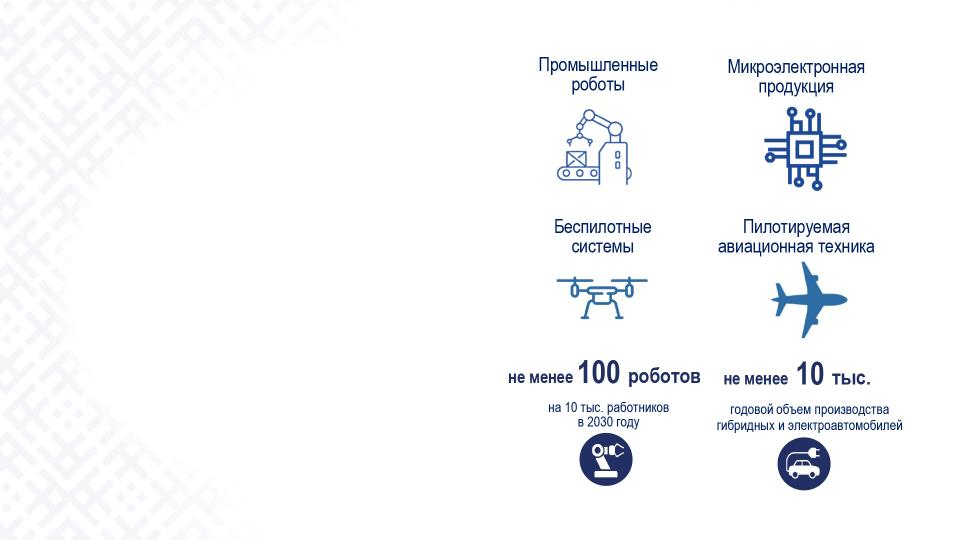 Промышленные
роботы
Микроэлектронная
продукция
Беспилотные
системы
Пилотируемая
авиационная техника
не менее 100 роботов
на 10 тыс. работников
в 2030 году
не менее 10 тыс.
годовой объем производства
гибридных и электроавтомобилей